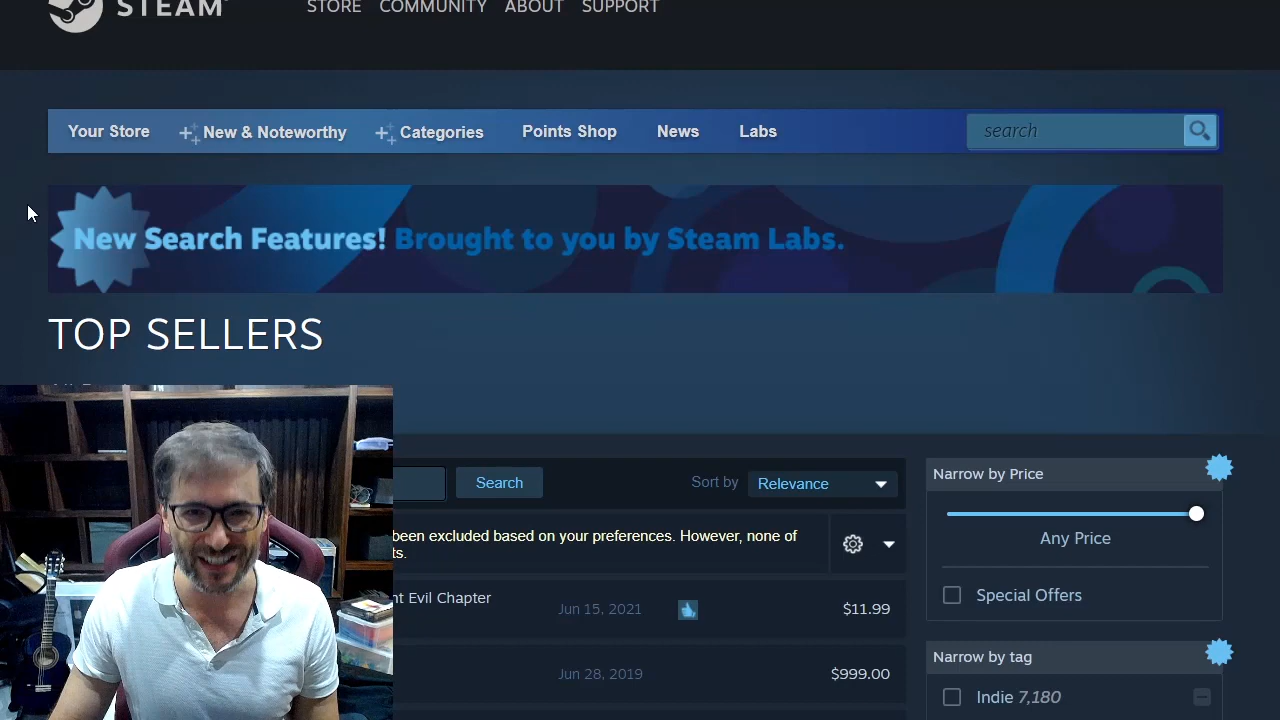 STEAM
STORE COMMUNITY ABOUT SUPPORT
Your Store New & Noteworthy Categories Points Shop News Labs search
New Search Features! Brought to you by Steam Labs.
TOP SELLERS
Search Sort by Relevance
been excluded based on your preferences. However, none of
ts.
nt Evil Chapter
Jun 15, 2021 $11.99
Jun 28, 2019 $999.00
Narrow by Price
Any Price
Special Offers
Narrow by tag
Indie 7,180